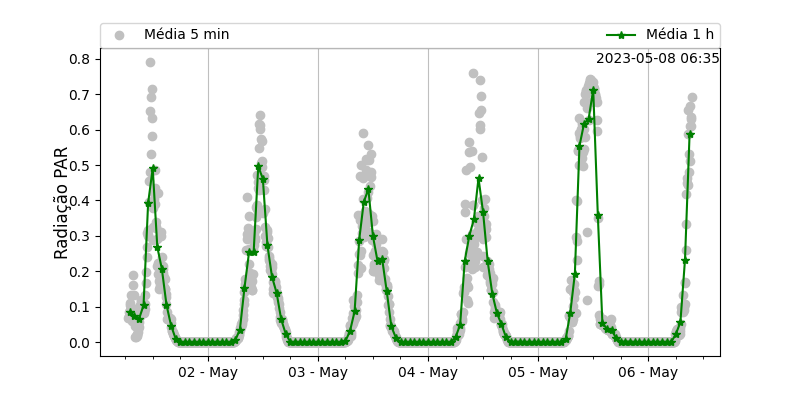 Média 5 min
Média 1 h
2023-05-08 06:35
Radiação PAR
0.8
0.7
0.6
0.5
0.4
0.3
0.2
0.1
0.0
02 - May
03 - May
04 - May
05 - May
06 - May